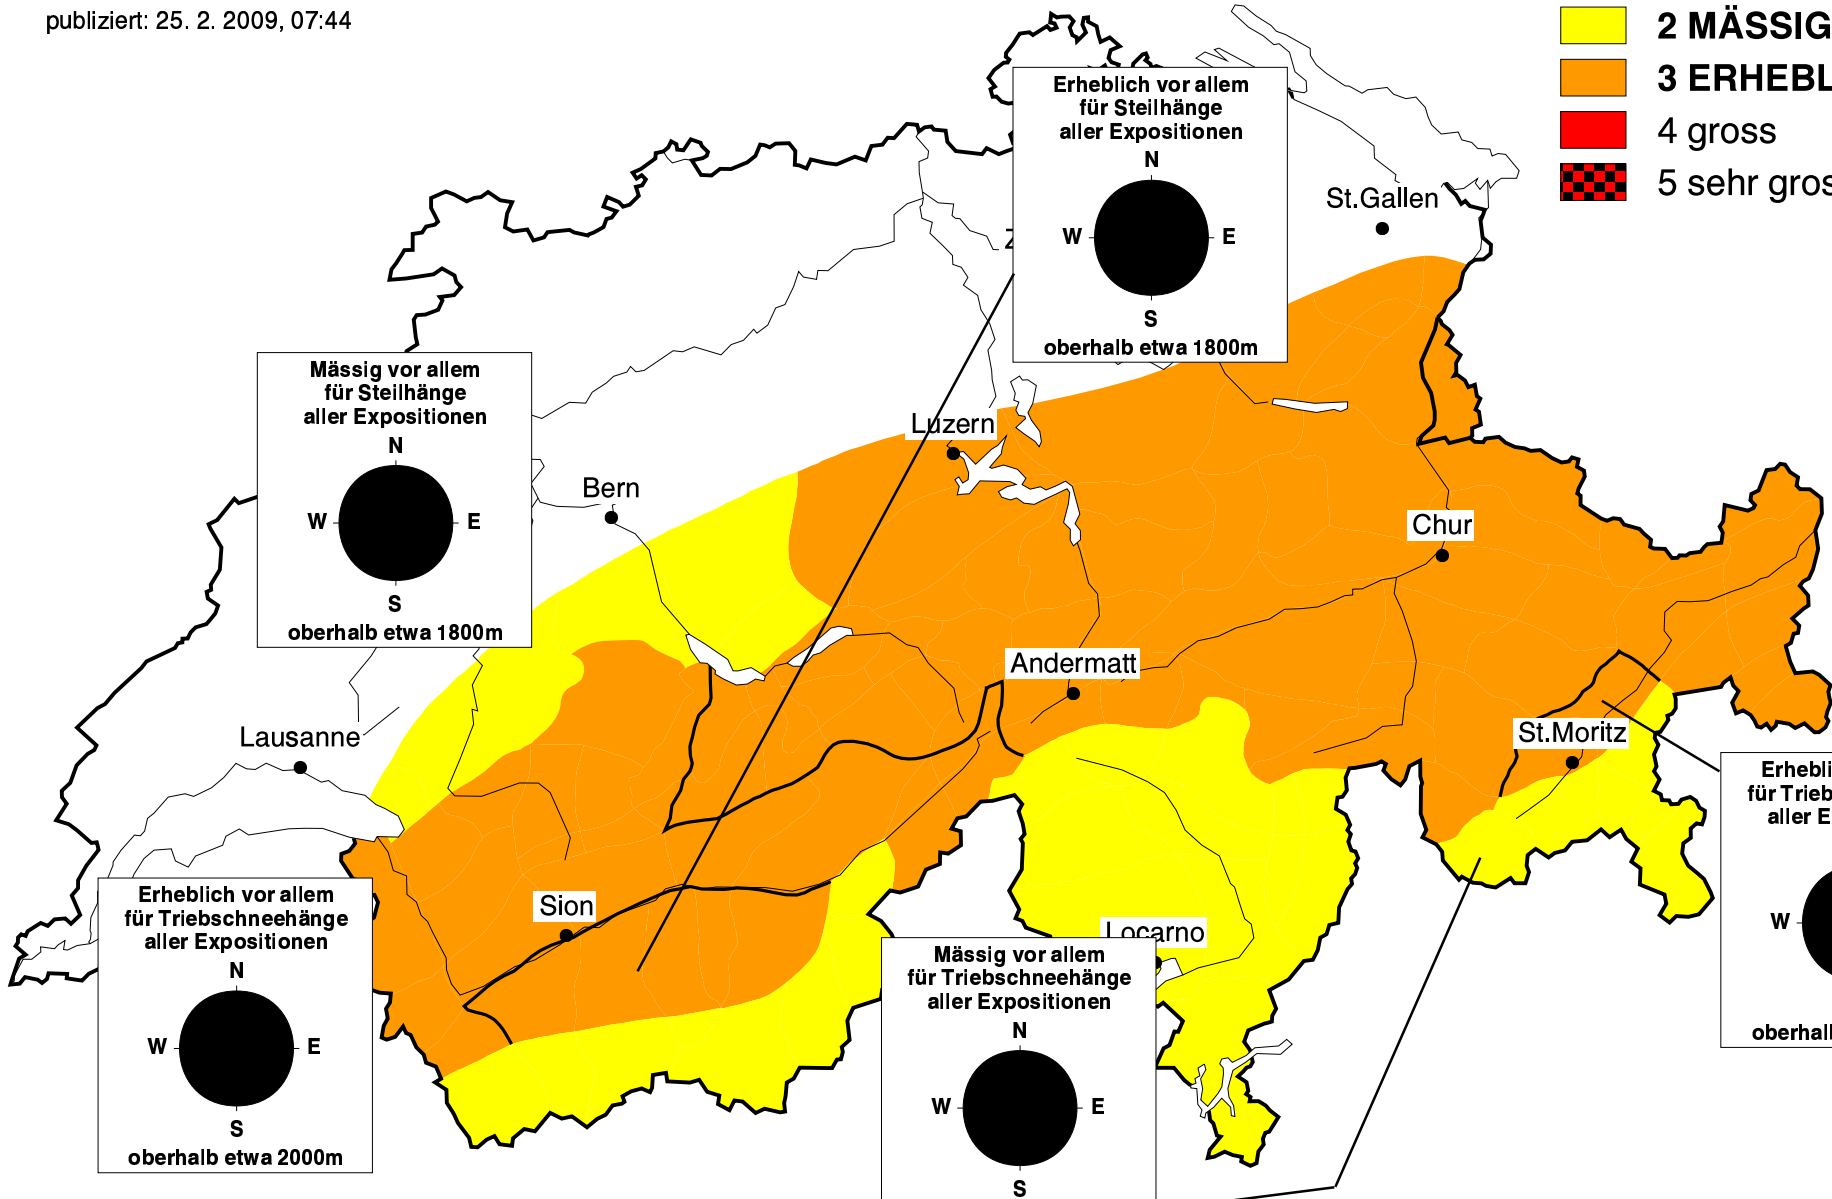 publiziert: 25. 2. 2009, 07:44
2 MÄSSIG
3 ERHEBL
4 gross
5 sehr gros
Erheblich vor allem
für Steilhänge
aller Expositionen
N
W E
S
oberhalb etwa 1800m
St.Gallen
Z
Mässig vor allem
für Steilhänge
aller Expositionen
N
W E
S
oberhalb etwa 1800m
Luzern
Bern
Chur
Andermatt
Lausanne
St.Moritz
Erhebli
für Trieb
aller E
W
oberhal
Sion
Locarno
Erheblich vor allem
für Triebschneehänge
aller Expositionen
N
W E
S
oberhalb etwa 2000m
Mässig vor allem
für Triebschneehänge
aller Expositionen
N
W E
S